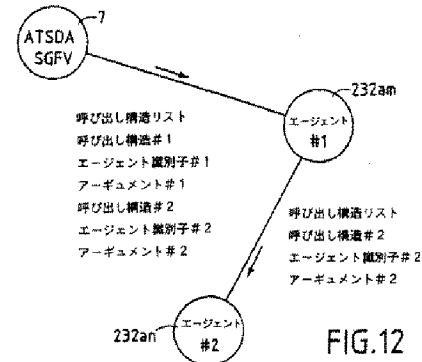 7
ATSDA
SGFV
232am
エージェント
#1
呼び出し構造リスト
呼び出し構造#1
エージェント識別子#1
アーギュメント#1
呼び出し構造#2
エージェント識別子#2
アーギュメント#2
呼び出し構造リスト
呼び出し構造#2
エージェント識別子#2
アーギュメント#2
232an
エージェント
#2
FIG.12